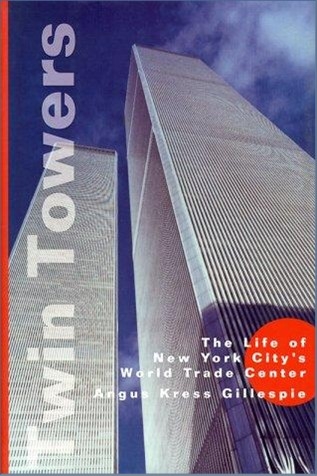 Twin Towers
The Life of
New York City's
World Trade Center
Angus Kress Gillespie